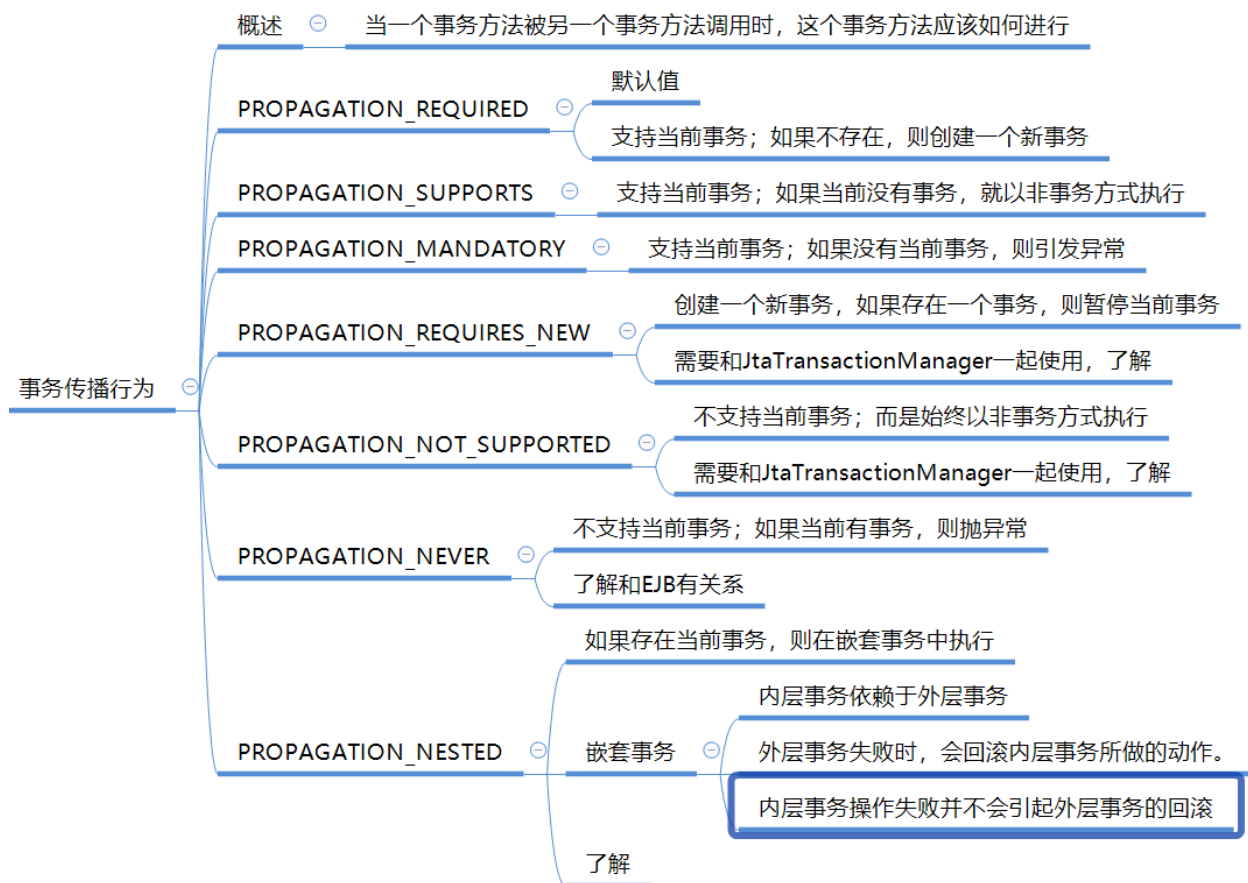 事务传播行为
概述
当一个事务方法被另一个事务方法调用时，这个事务方法应该如何进行
PROPAGATION_REQUIRED
默认值
支持当前事务；如果不存在，则创建一个新事务
PROPAGATION_SUPPORTS
支持当前事务；如果当前没有事务，就以非事务方式执行
PROPAGATION_MANDATORY
支持当前事务；如果没有当前事务，则引发异常
PROPAGATION_REQUIRES_NEW
创建一个新事务，如果存在一个事务，则暂停当前事务
需要和JtaTransactionManager一起使用，了解
PROPAGATION_NOT_SUPPORTED
不支持当前事务；而是始终以非事务方式执行
需要和JtaTransactionManager一起使用，了解
PROPAGATION_NEVER
不支持当前事务；如果当前有事务，则抛异常
了解和EJB有关系
PROPAGATION_NESTED
如果存在当前事务，则在嵌套事务中执行
嵌套事务
内层事务依赖于外层事务
外层事务失败时，会回滚内层事务所做的动作。
内层事务操作失败并不会引起外层事务的回滚
了解